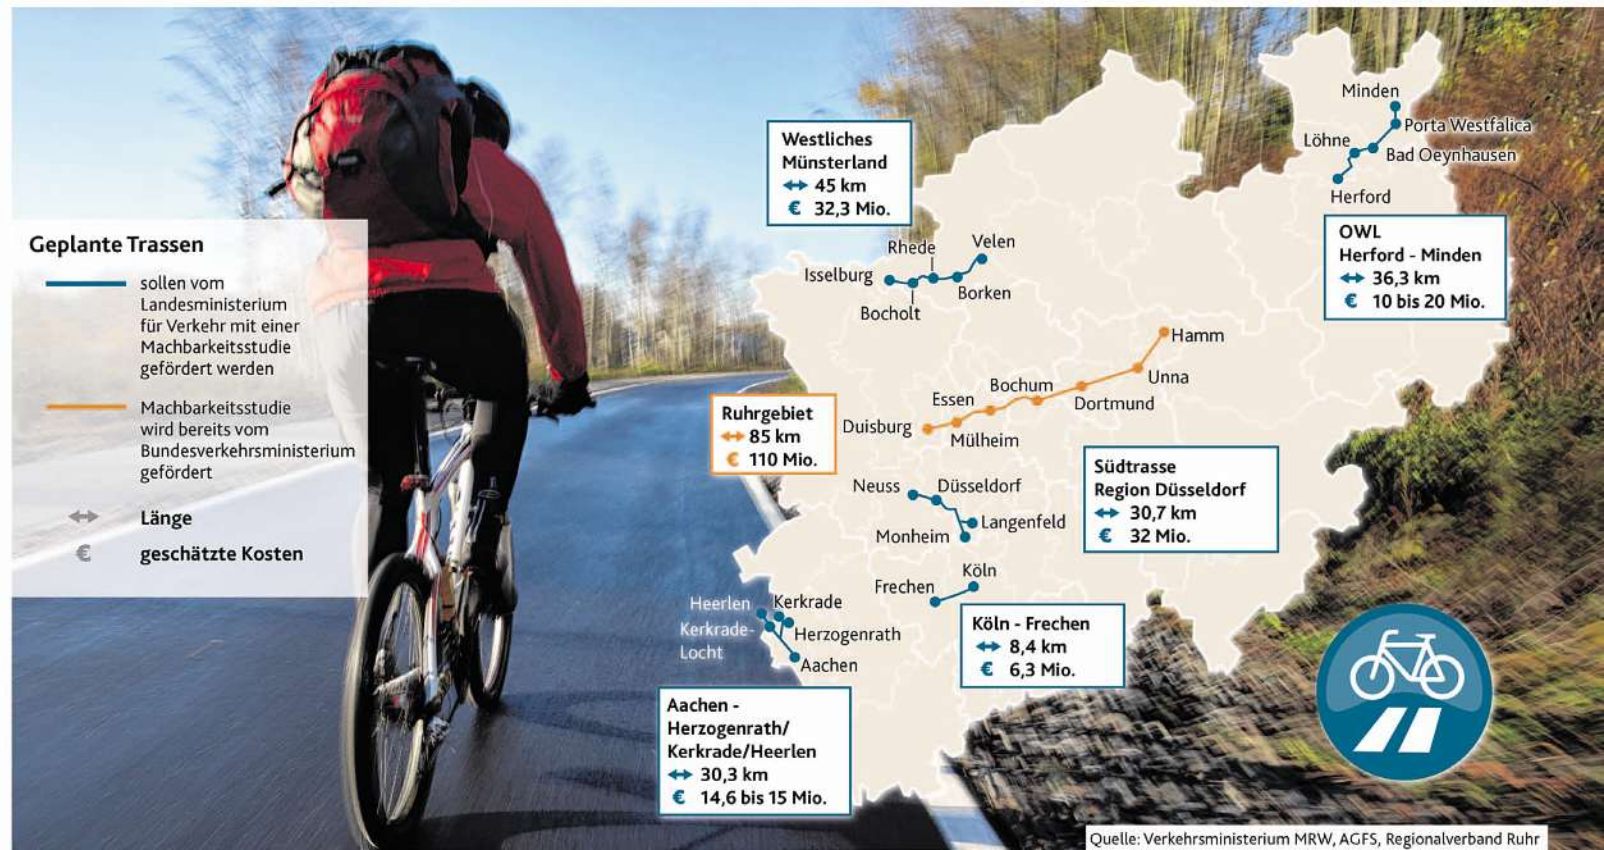 Geplante Trassen
sollen vom
Landesministerium
für Verkehr mit einer
Machbarkeitsstudie
gefördert werden
Machbarkeitsstudie
wird bereits vom
Bundesverkehrsministerium
gefördert
↔ Länge
€ geschätzte Kosten
Westliches
Münsterland
↔ 45 km
€ 32,3 Mio.
Isselburg
Bocholt
Rhede
Borken
Velen
Minden
Porta Westfalica
Bad Oeynhausen
Löhne
Herford
OWL
Herford - Minden
↔ 36,3 km
€ 10 bis 20 Mio.
Ruhrgebiet
↔ 85 km
€ 110 Mio.
Duisburg
Mülheim
Essen
Bochum
Dortmund
Unna
Hamm
Neuss
Düsseldorf
Langenfeld
Monheim
Südtrasse
Region Düsseldorf
↔ 30,7 km
€ 32 Mio.
Frechen
Köln
Köln - Frechen
↔ 8,4 km
€ 6,3 Mio.
Heerlen
Kerkrade
Kerkrade-
Locht
Herzogenrath
Aachen
Aachen -
Herzogenrath/
Kerkrade/Heerlen
↔ 30,3 km
€ 14,6 bis 15 Mio.
Quelle: Verkehrsministerium MRW, AGFS, Regionalverband Ruhr